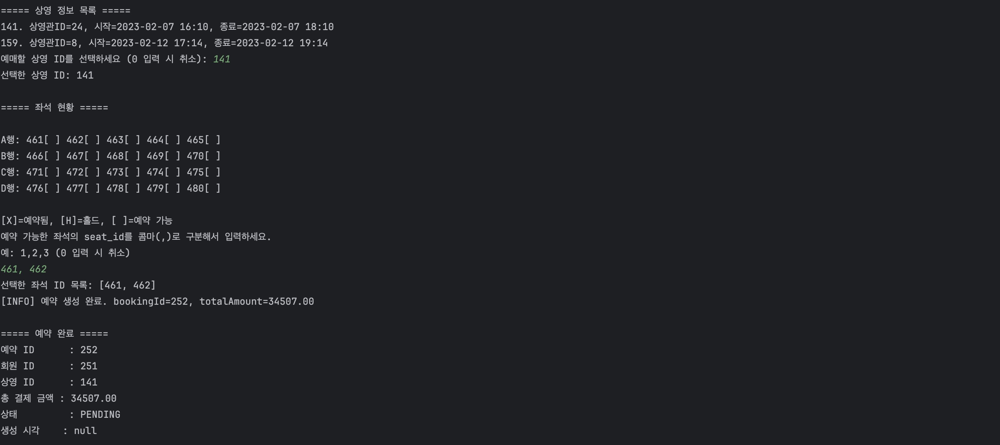 ===== 상영 정보 목록 =====
141. 상영관ID=24, 시작=2023-02-07 16:10, 종료=2023-02-07 18:10
159. 상영관ID=8, 시작=2023-02-12 17:14, 종료=2023-02-12 19:14
예매할 상영 ID를 선택하세요 (0 입력 시 취소): 141
선택한 상영 ID: 141
===== 좌석 현황 =====
A행: 461[ ] 462[ ] 463[ ] 464[ ] 465[ ]
B행: 466[ ] 467[ ] 468[ ] 469[ ] 470[ ]
C행: 471[ ] 472[ ] 473[ ] 474[ ] 475[ ]
D행: 476[ ] 477[ ] 478[ ] 479[ ] 480[ ]
[X]=예약됨, [H]=홀드, [ ]=예약 가능
예약 가능한 좌석의 seat_id를 콤마(,)로 구분해서 입력하세요.
예: 1,2,3 (0 입력 시 취소)
461, 462
선택한 좌석 ID 목록: [461, 462]
[INFO] 예약 생성 완료. bookingId=252, totalAmount=34507.00
===== 예약 완료 =====
예약 ID      : 252
회원 ID      : 251
상영 ID      : 141
총 결제 금액 : 34507.00
상태         : PENDING
생성 시각    : null